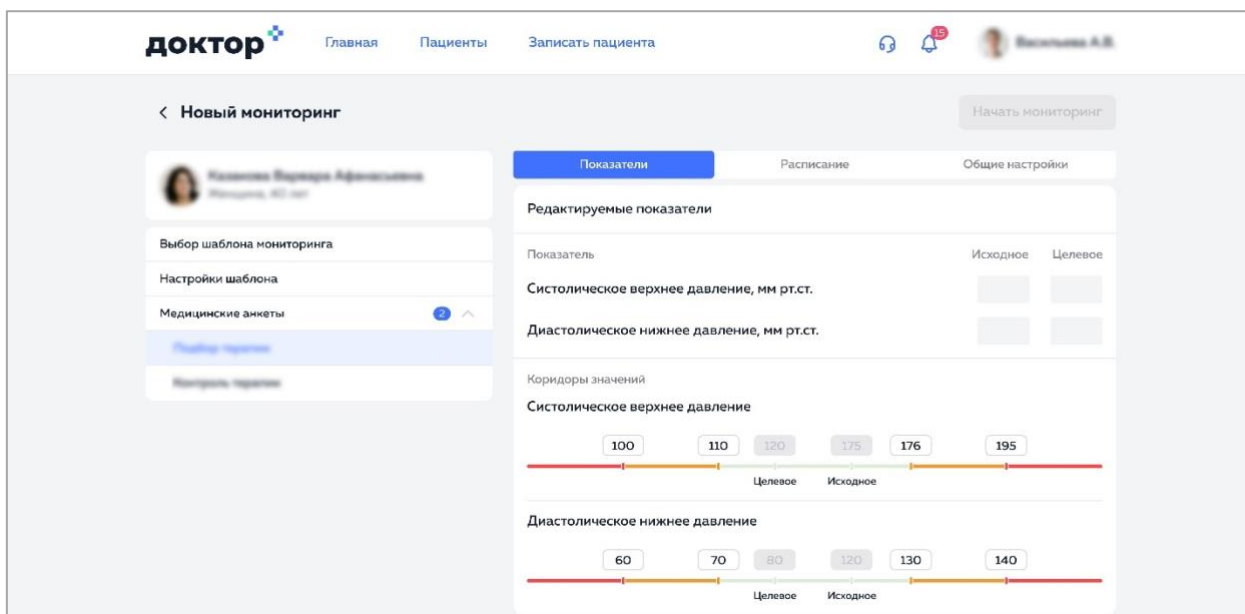 доктор Главная Пациенты Записать пациента 15
Новый мониторинг Начать мониторинг
Показатели Расписание Общие настройки
Редактируемые показатели
Выбор шаблона мониторинга
Настройки шаблона
Медицинские анкеты 2
Показатель Исходное Целевое
Систолическое верхнее давление, мм рт.ст.
Диастолическое нижнее давление, мм рт.ст.
Коридоры значений
Систолическое верхнее давление
100 110 120 175 176 195
Целевое Исходное
Диастолическое нижнее давление
60 70 80 120 130 140
Целевое Исходное